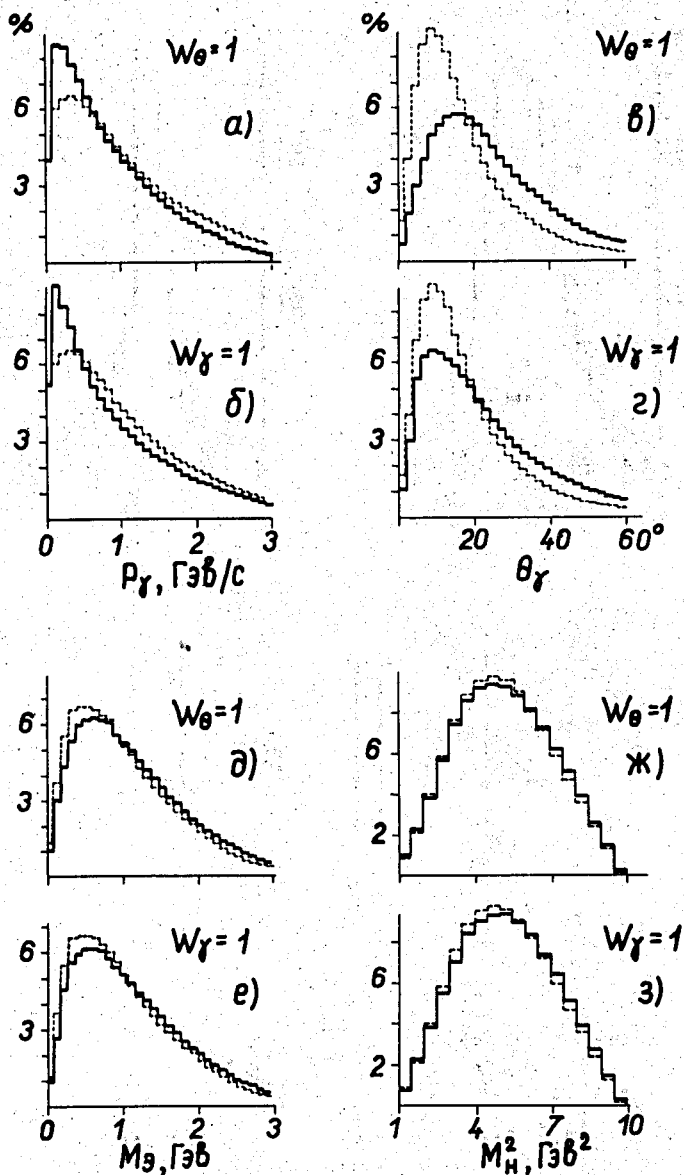 % W_θ=1
6 а)
3
% W_θ=1
6 в)
3
W_γ=1
6 б)
3
0 1 2 3
P_γ, Гэв/с
W_γ=1
6 г)
3
20 40 60°
θ_γ
W_θ=1
6 д)
3
W_θ=1
6 ж)
2
W_γ=1
6 е)
3
0 1 2 3
M_э, Гэв
W_γ=1
6 з)
2
1 4 7 10
M_н², Гэв²